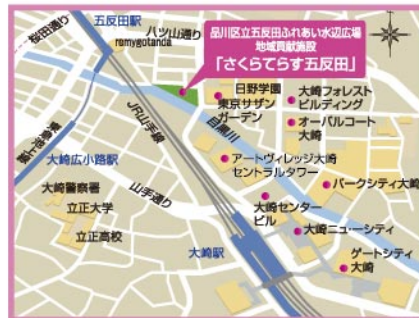 桜田通り
五反田駅
remygotanda
八ツ山通り
品川区立五反田ふれあい水辺広場
地域貢献施設
「さくらてらす五反田」
日野学園
東京サザン
ガーデン
大崎フォレスト
ビルディング
オーバルコート
大崎
目黒川
JR山手線
東急池上線
大崎広小路駅
アートヴィレッジ大崎
セントラルタワー
パークシティ大崎
山手通り
大崎警察署
立正大学
立正高校
大崎センター
ビル
大崎ニュ－シティ
大崎駅
ゲートシティ
大崎